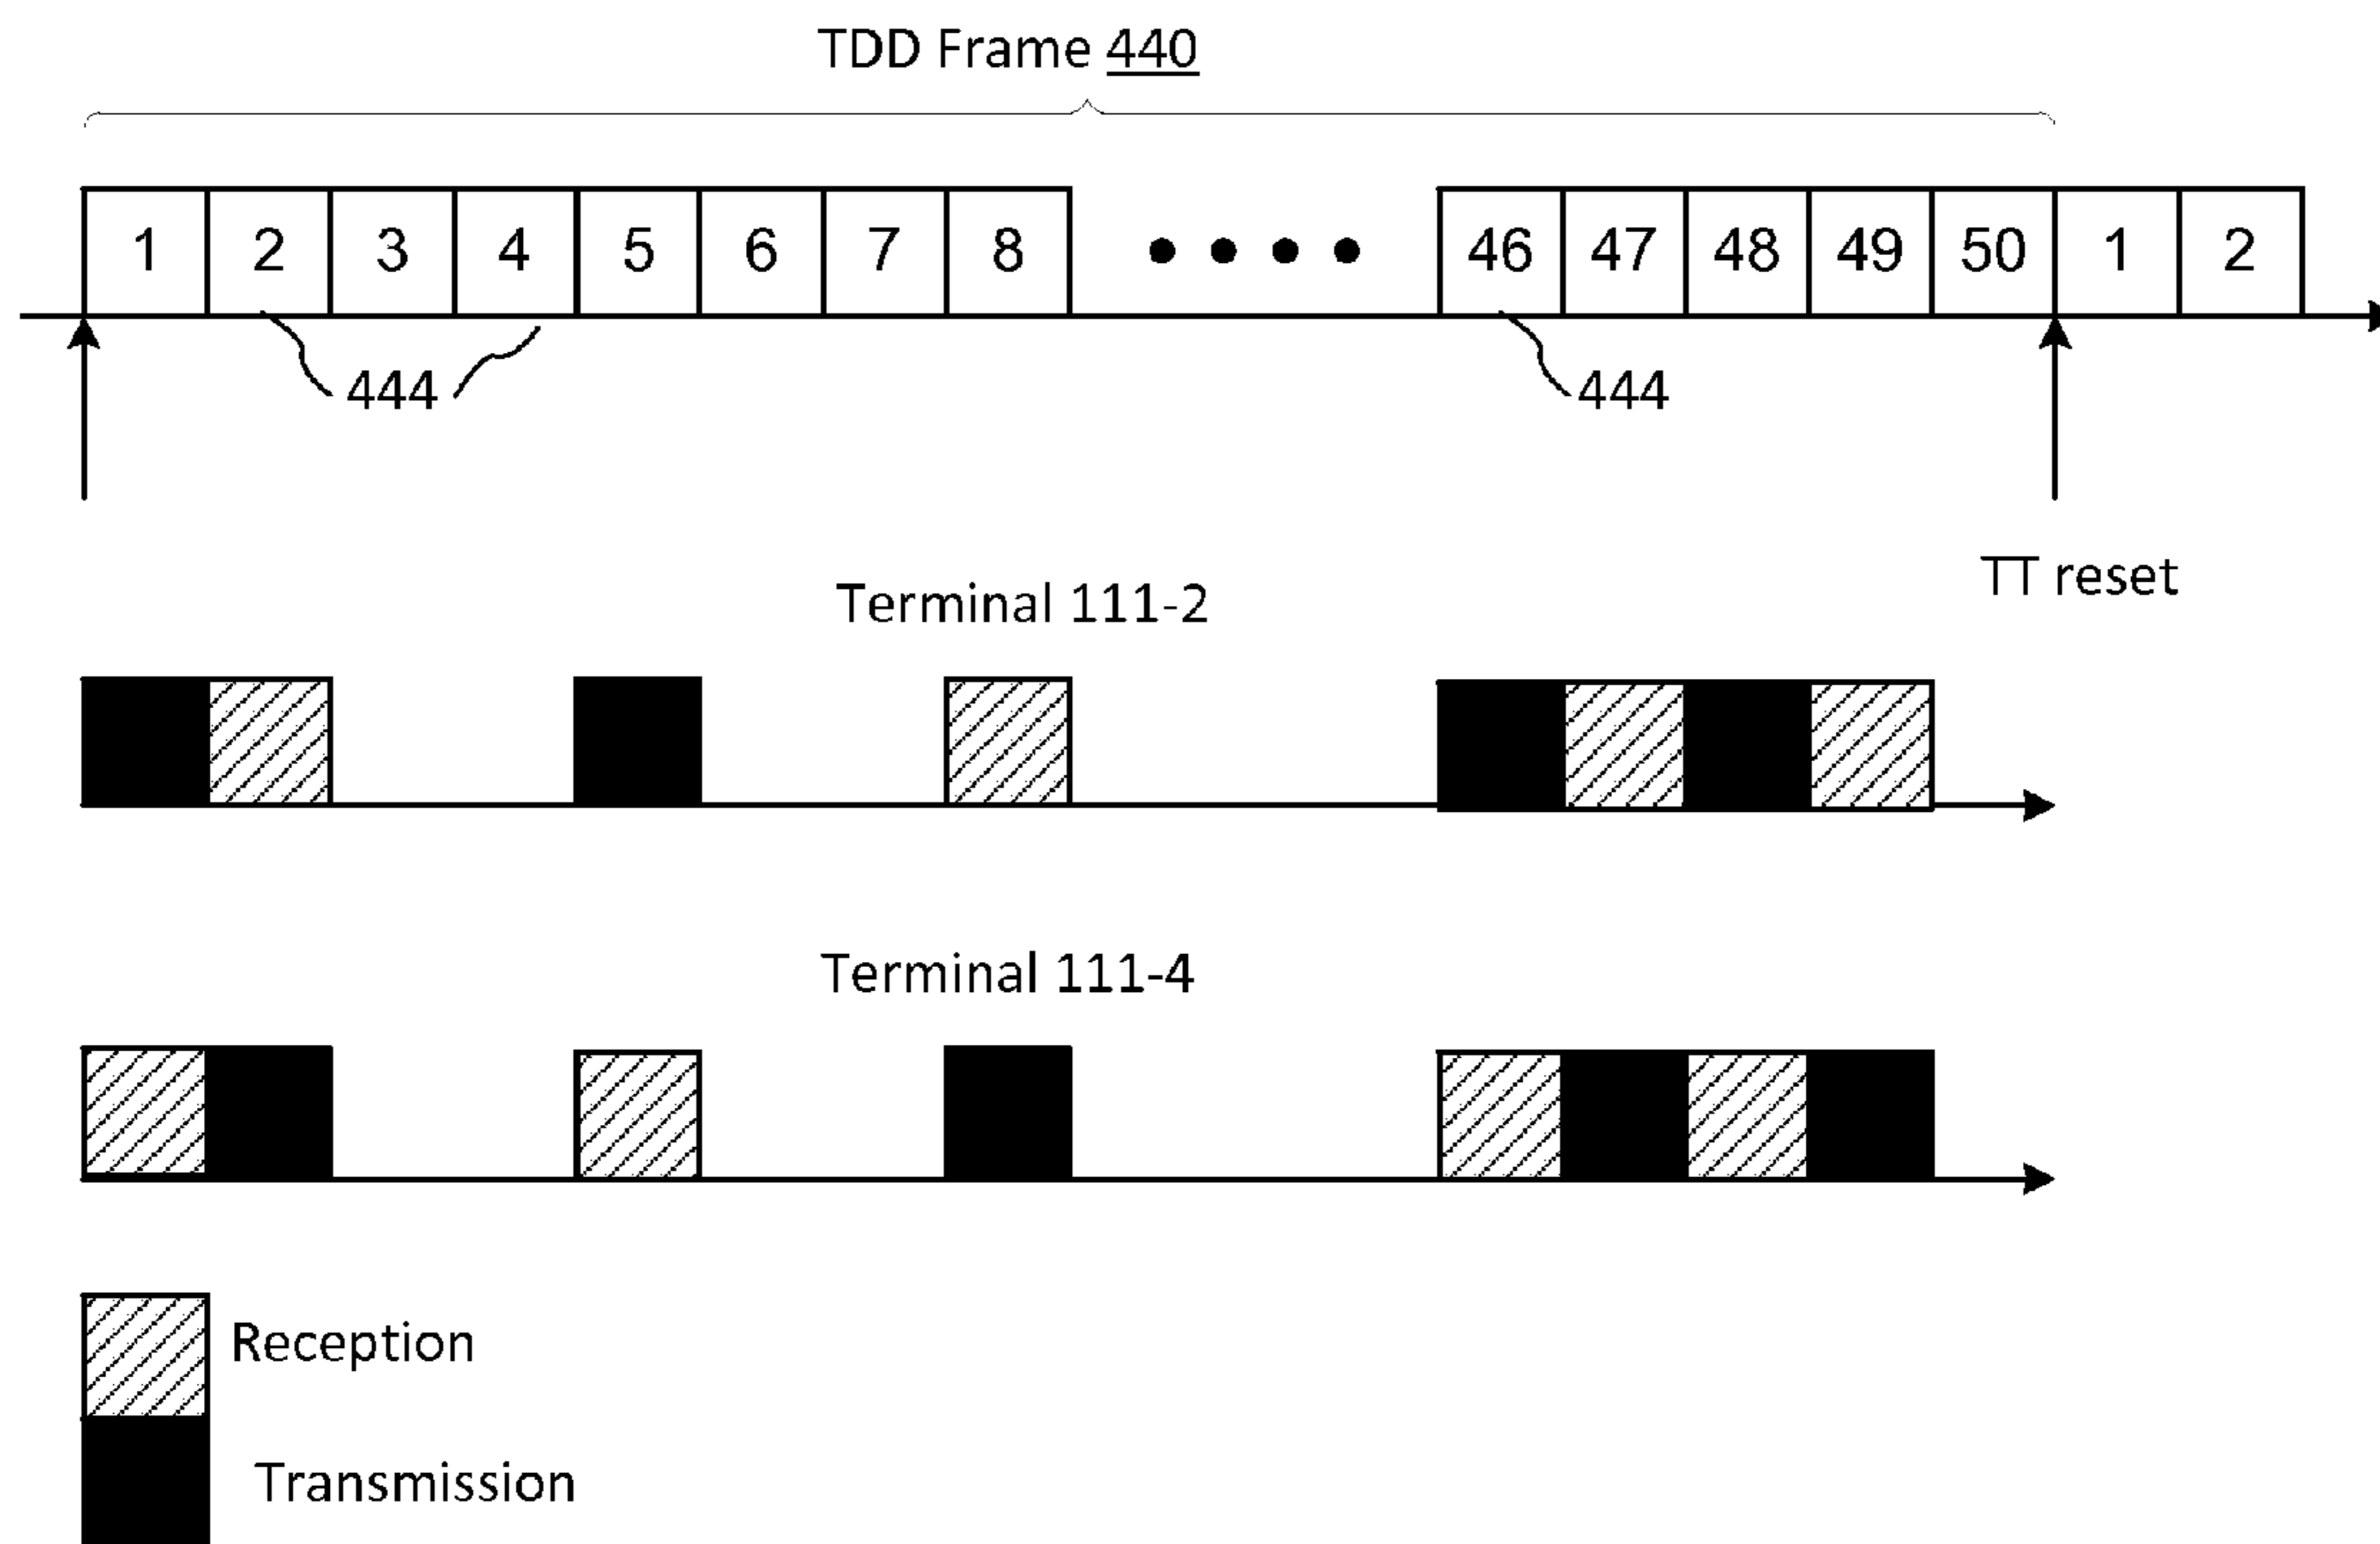 TDD Frame 440
1 2 3 4 5 6 7 8 46 47 48 49 50 1 2
444 444
TT reset
Terminal 111-2
Terminal 111-4
Reception
Transmission